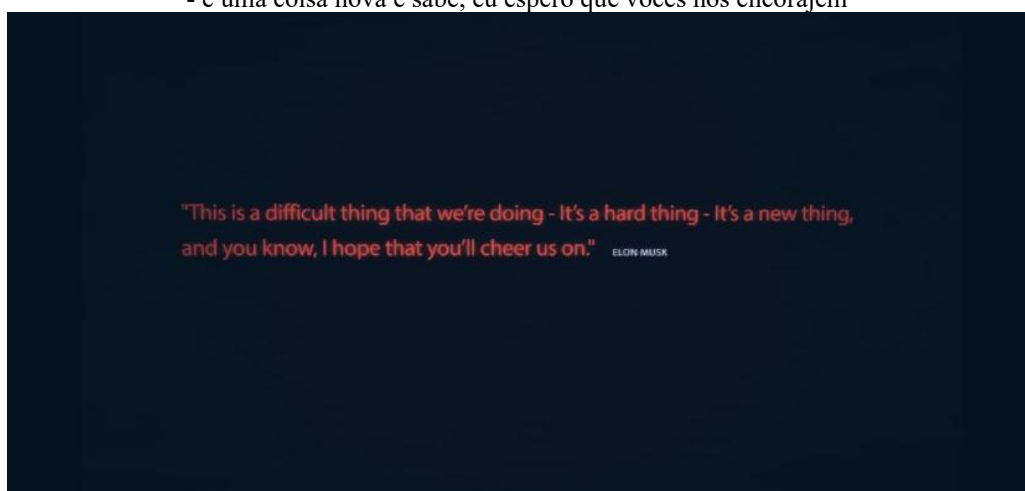 - é uma coisa nova e sabe, eu espero que vocês nos encorajem
"This is a difficult thing that we're doing - It's a hard thing - It's a new thing,
and you know, I hope that you'll cheer us on." ELON MUSK